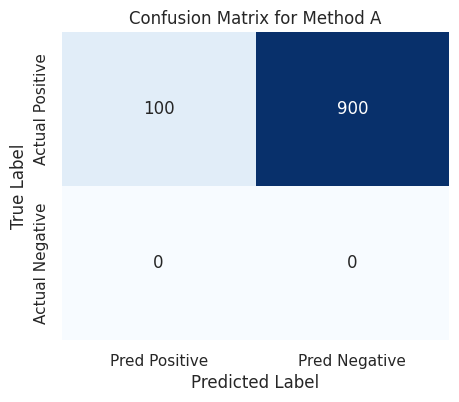 Confusion Matrix for Method A
True Label
Actual Positive
100
900
Actual Negative
0
0
Pred Positive
Pred Negative
Predicted Label